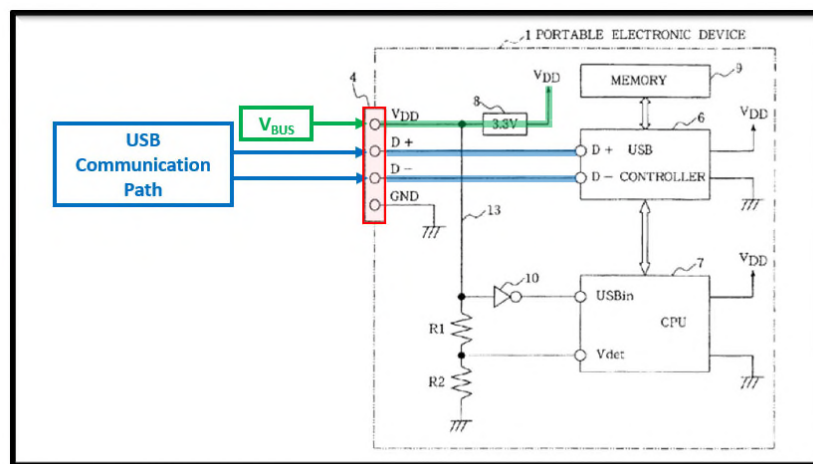 1 PORTABLE ELECTRONIC DEVICE
4
VDD
8
3.3V
VDD
MEMORY
9
VBUS
USB
Communication
Path
D+
D−
GND
13
6
D+ USB
D− CONTROLLER
VDD
10
7
USBin
CPU
Vdet
VDD
R1
R2